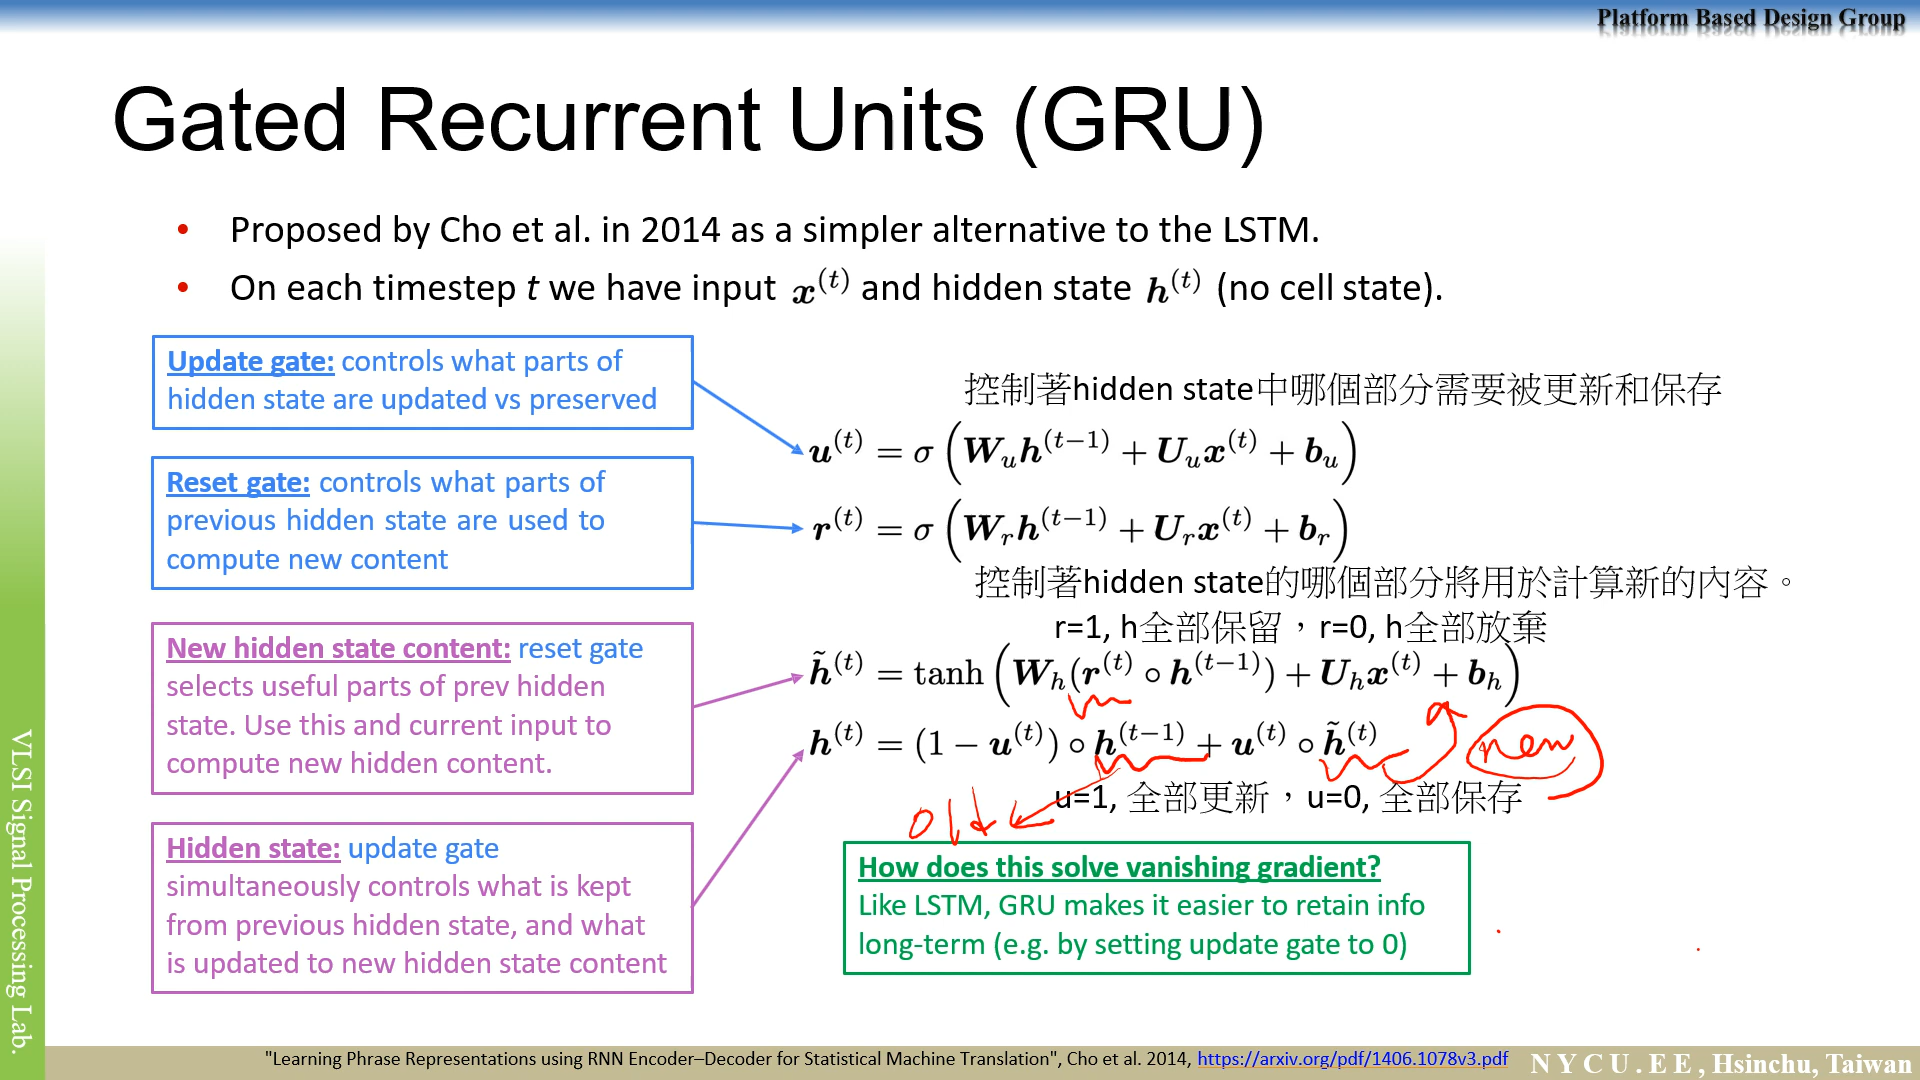 Platform Based Design Group
Gated Recurrent Units (GRU)
• Proposed by Cho et al. in 2014 as a simpler alternative to the LSTM.
• On each timestep t we have input x^(t) and hidden state h^(t) (no cell state).
Update gate: controls what parts of
hidden state are updated vs preserved
Reset gate: controls what parts of
previous hidden state are used to
compute new content
New hidden state content: reset gate
selects useful parts of prev hidden
state. Use this and current input to
compute new hidden content.
Hidden state: update gate
simultaneously controls what is kept
from previous hidden state, and what
is updated to new hidden state content
控制著hidden state中哪個部分需要被更新和保存
u^(t) = σ(W_u h^(t−1) + U_u x^(t) + b_u)
r^(t) = σ(W_r h^(t−1) + U_r x^(t) + b_r)
控制著hidden state的哪個部分將用於計算新的內容。
r=1, h全部保留，r=0, h全部放棄
h̃^(t) = tanh(W_h(r^(t) ∘ h^(t−1)) + U_h x^(t) + b_h)
h^(t) = (1 − u^(t)) ∘ h^(t−1) + u^(t) ∘ h̃^(t)
new
old
u=1, 全部更新，u=0, 全部保存
How does this solve vanishing gradient?
Like LSTM, GRU makes it easier to retain info
long-term (e.g. by setting update gate to 0)
VLSI Signal Processing Lab.
"Learning Phrase Representations using RNN Encoder–Decoder for Statistical Machine Translation", Cho et al. 2014, https://arxiv.org/pdf/1406.1078v3.pdf
NYCU.EE, Hsinchu, Taiwan